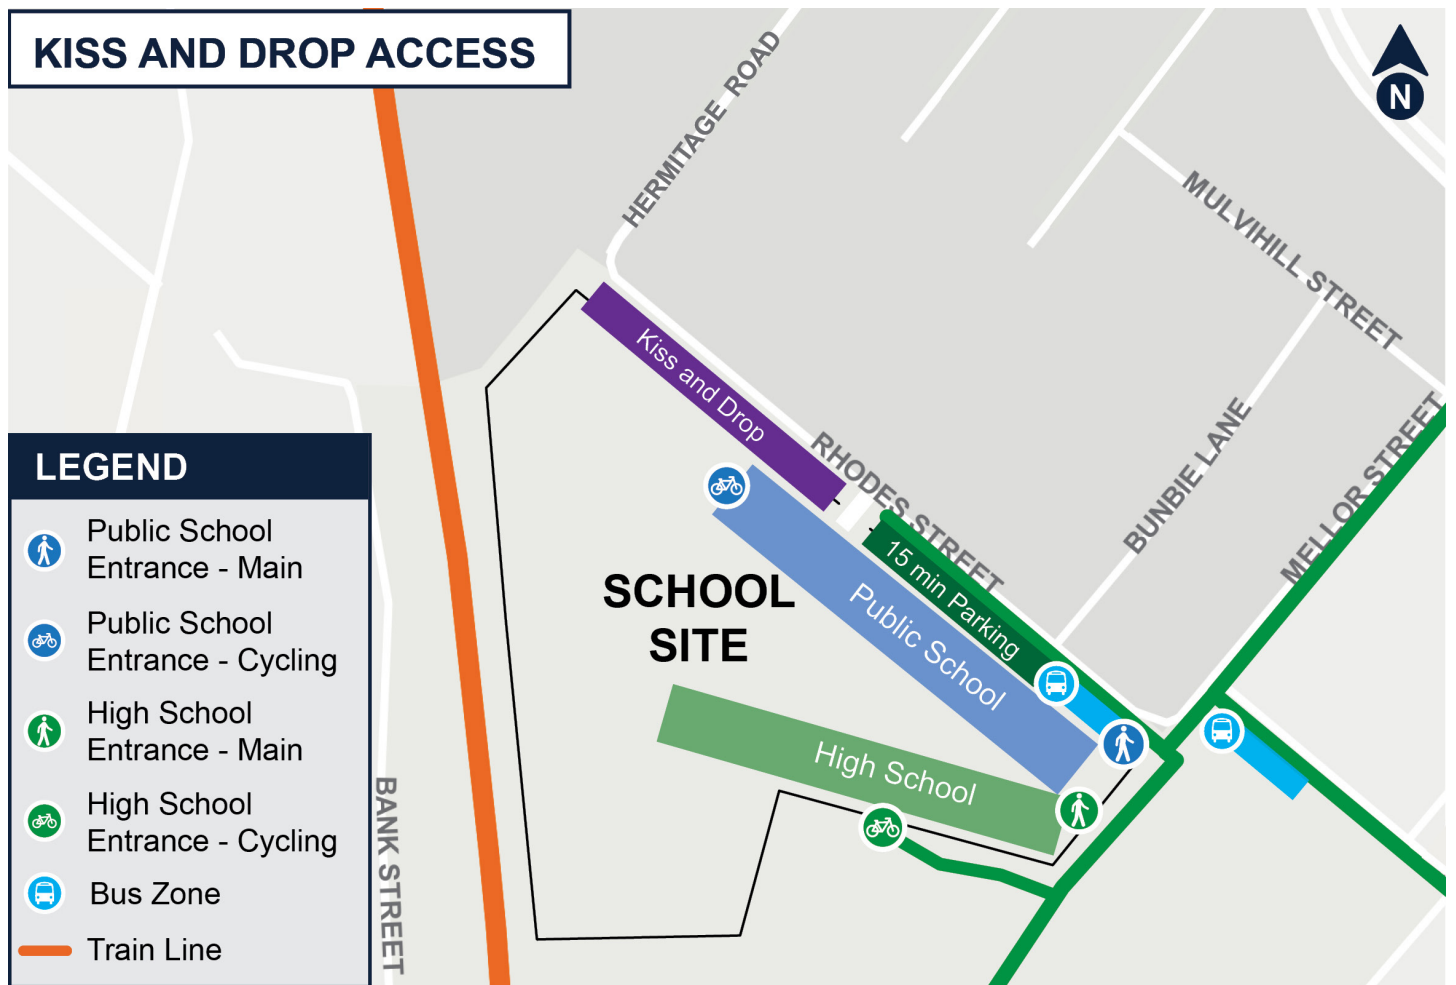 KISS AND DROP ACCESS
N
HERMITAGE ROAD
MULVIHILL STREET
Kiss and Drop
RHODES STREET
BUNBIE LANE
MELLOR STREET
15 min Parking
SCHOOL
SITE
Public School
High School
BANK STREET
LEGEND
Public School
Entrance - Main
Public School
Entrance - Cycling
High School
Entrance - Main
High School
Entrance - Cycling
Bus Zone
Train Line